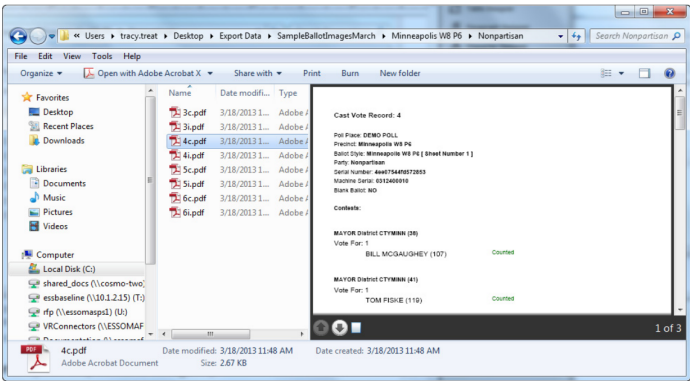 « Users ▸ tracy.treat ▸ Desktop ▸ Export Data ▸ SampleBallotImagesMarch ▸ Minneapolis W8 P6 ▸ Nonpartisan
Search Nonpartisan
File Edit View Tools Help
Organize Open with Adobe Acrobat X Share with Print Burn New folder
Favorites
Desktop
Recent Places
Downloads
Libraries
Documents
Music
Pictures
Videos
Computer
Local Disk (C:)
shared_docs (\\cosmo-two)
essbaseline (\\10.1.2.15) (T:)
rfp (\\essomasps1) (U:)
VRConnectors (\\ESSOMAF
Name Date modifi... Type
3c.pdf 3/18/2013 1... Adobe A
3i.pdf 3/18/2013 1... Adobe A
4c.pdf 3/18/2013 1... Adobe A
4i.pdf 3/18/2013 1... Adobe A
5c.pdf 3/18/2013 1... Adobe A
5i.pdf 3/18/2013 1... Adobe A
6c.pdf 3/18/2013 1... Adobe A
6i.pdf 3/18/2013 1... Adobe A
Cast Vote Record: 4
Poll Place: DEMO POLL
Precinct: Minneapolis W8 P6
Ballot Style: Minneapolis W8 P6 [ Sheet Number 1 ]
Party: Nonpartisan
Serial Number: 4ee07544fd572853
Machine Serial: 0312400010
Blank Ballot: NO
Contests:
MAYOR District CTYMINN (36)
Vote For: 1
BILL MCGAUGHEY (107) Counted
MAYOR District CTYMINN (41)
Vote For: 1
TOM FISKE (119) Counted
1 of 3
PDF
4c.pdf Date modified: 3/18/2013 11:48 AM Date created: 3/18/2013 11:48 AM
Adobe Acrobat Document Size: 2.67 KB